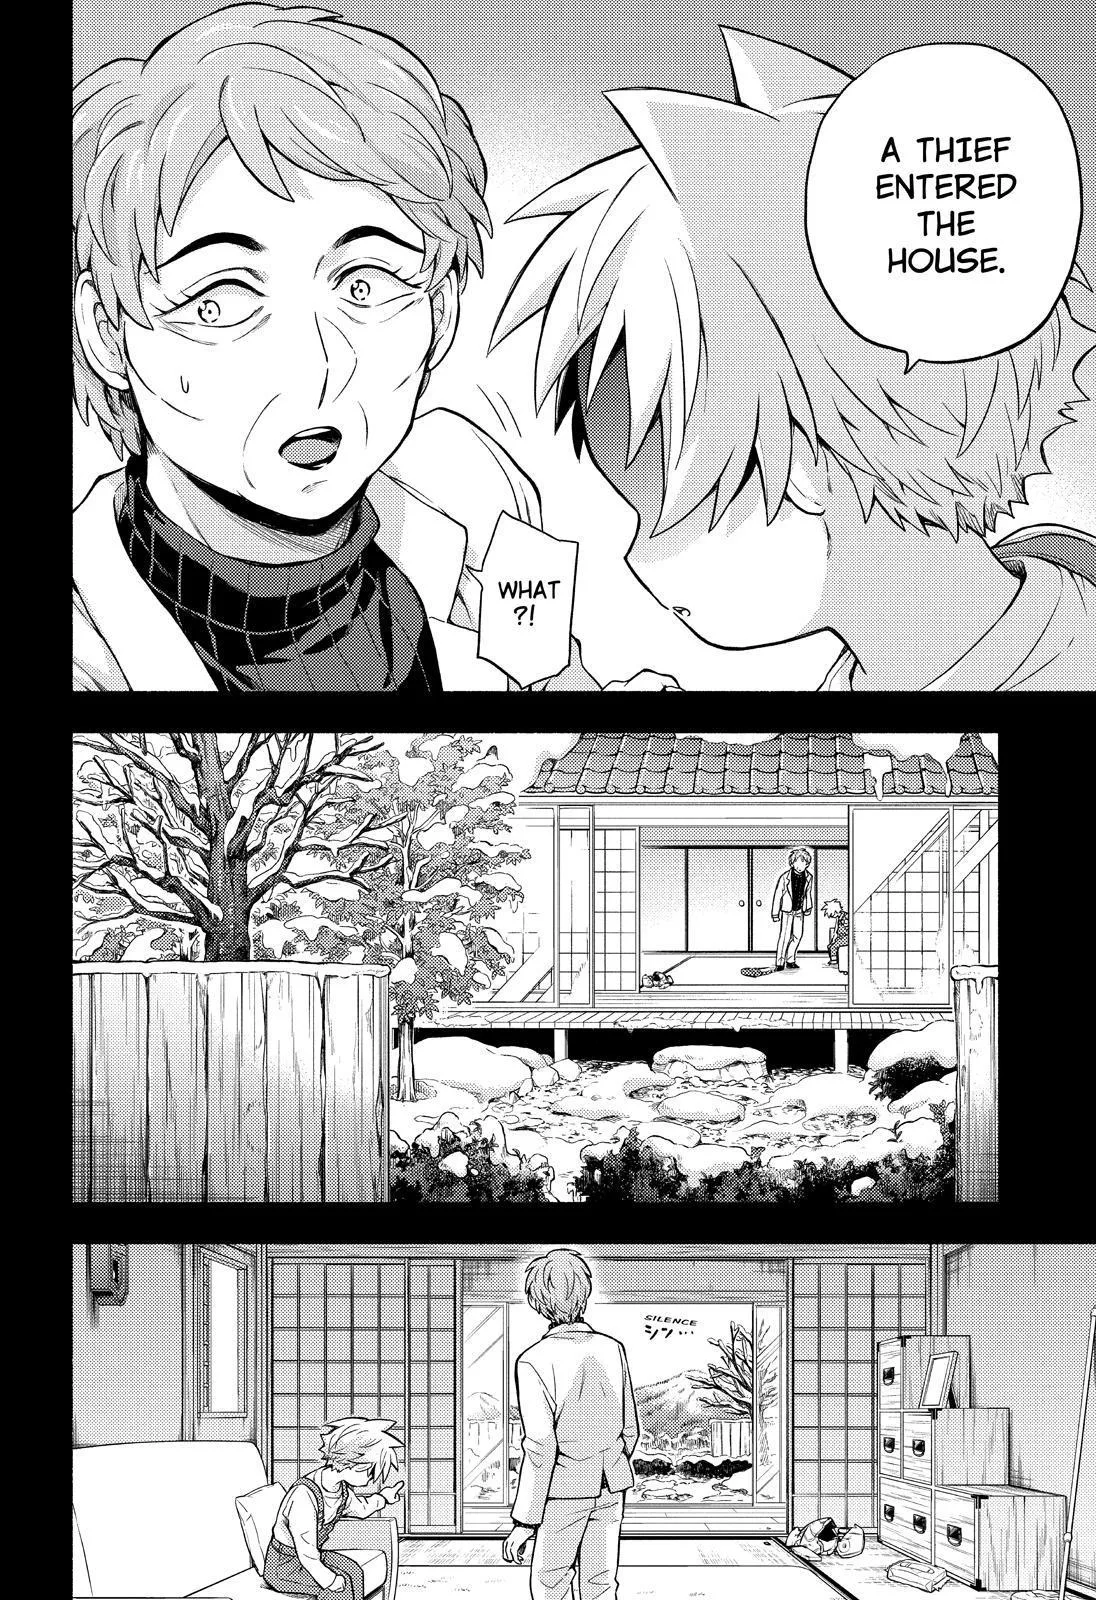 A THIEF
ENTERED
THE
HOUSE.
WHAT
?!
SILENCE
シン…